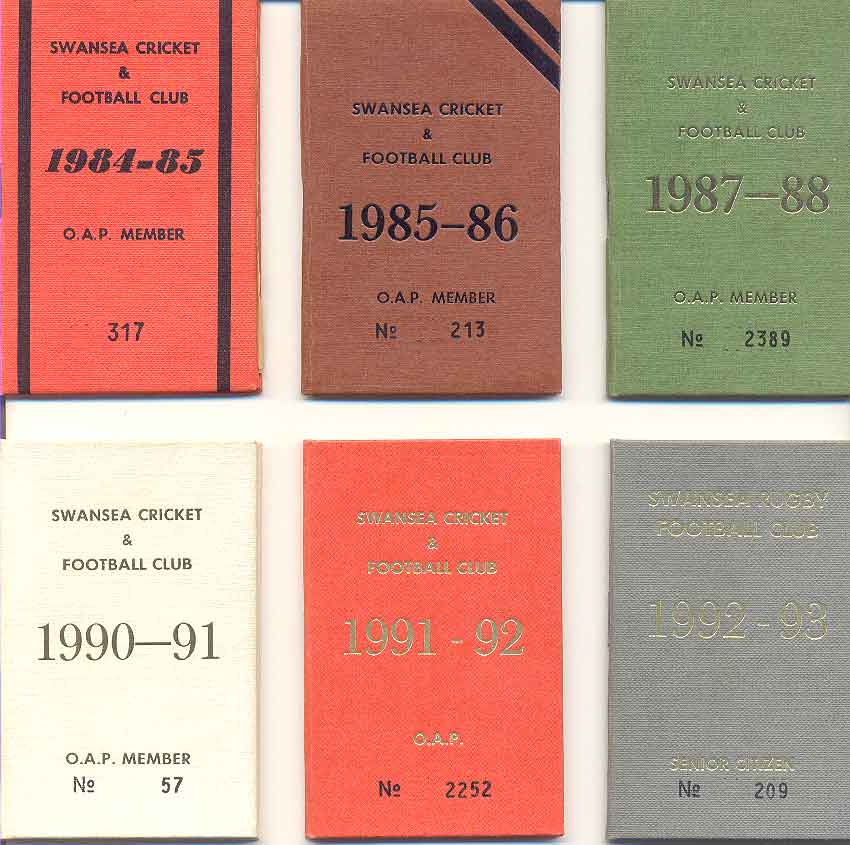 SWANSEA CRICKET
&
FOOTBALL CLUB
1984-85
O.A.P. MEMBER
317
SWANSEA CRICKET
&
FOOTBALL CLUB
1985-86
O.A.P. MEMBER
Nº 213
SWANSEA CRICKET
&
FOOTBALL CLUB
1987-88
O.A.P. MEMBER
Nº 2389
SWANSEA CRICKET
&
FOOTBALL CLUB
1990-91
O.A.P. MEMBER
Nº 57
SWANSEA CRICKET
&
FOOTBALL CLUB
1991-92
O.A.P.
Nº 2252
SWANSEA RUGBY
FOOTBALL CLUB
1992-93
SENIOR CITIZEN
Nº 209